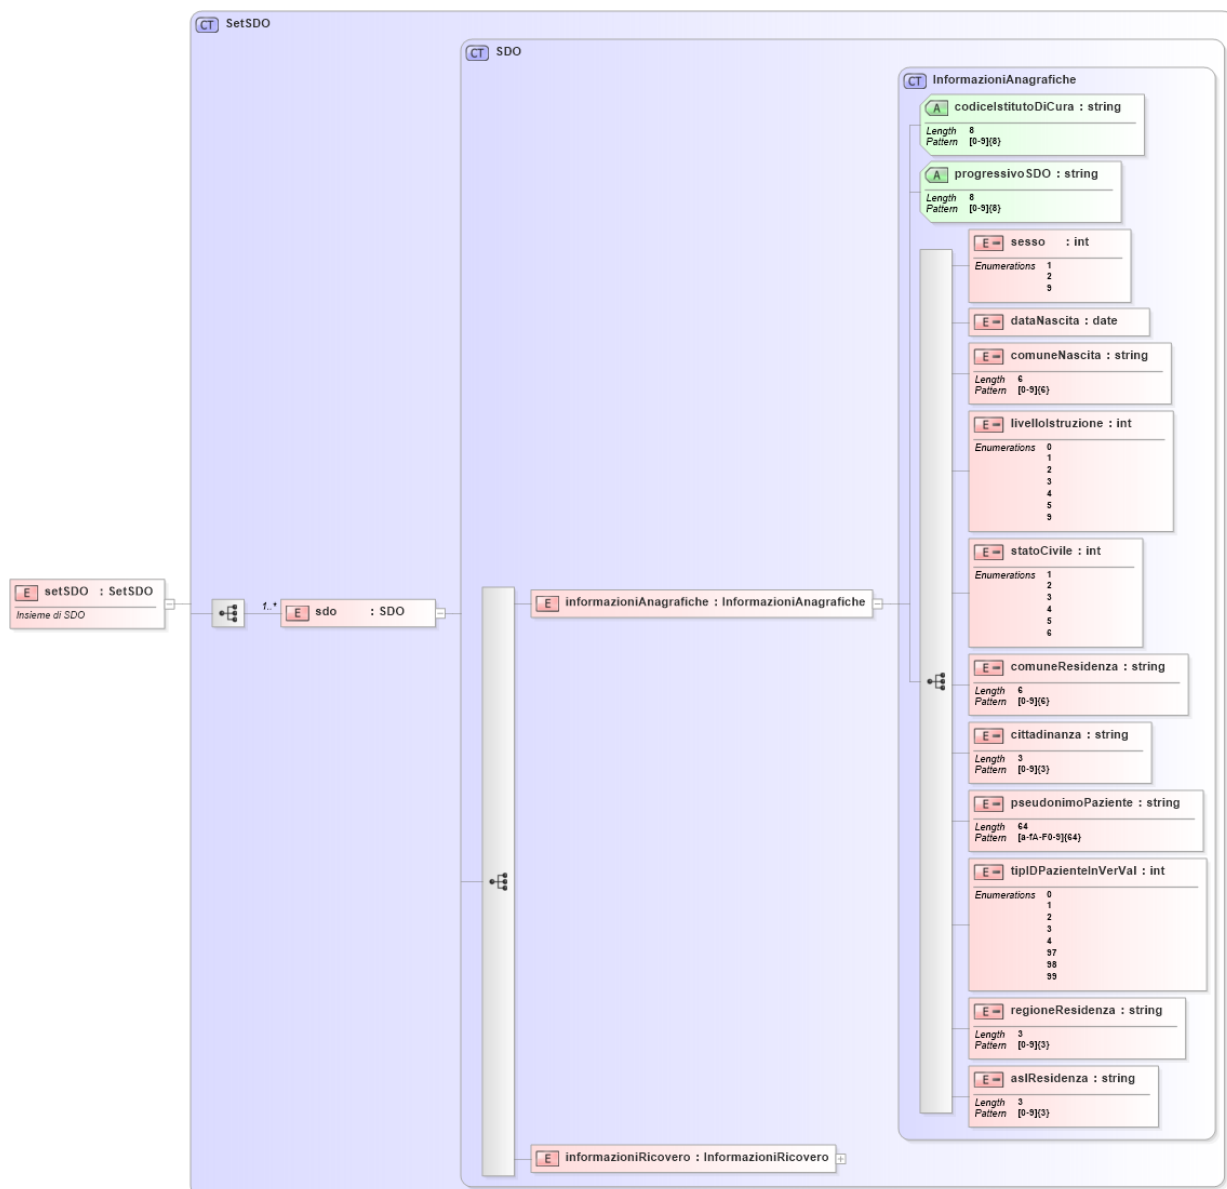 CT SetSDO
CT SDO
CT InformazioniAnagrafiche
A codiceIstitutoDiCura : string
Length 8
Pattern [0-9]{8}
A progressivoSDO : string
Length 8
Pattern [0-9]{8}
E sesso : int
Enumerations 1
2
9
E dataNascita : date
E comuneNascita : string
Length 6
Pattern [0-9]{6}
E livelloIstruzione : int
Enumerations 0
1
2
3
4
5
9
E statoCivile : int
Enumerations 1
2
3
4
5
6
E setSDO : SetSDO
Insieme di SDO
1..*
E sdo : SDO
E informazioniAnagrafiche : InformazioniAnagrafiche
E comuneResidenza : string
Length 6
Pattern [0-9]{6}
E cittadinanza : string
Length 3
Pattern [0-9]{3}
E pseudonimoPaziente : string
Length 64
Pattern [a-fA-F0-9]{64}
E tipIDPazienteInVerVal : int
Enumerations 0
1
2
3
4
97
98
99
E regioneResidenza : string
Length 3
Pattern [0-9]{3}
E aslResidenza : string
Length 3
Pattern [0-9]{3}
E informazioniRicovero : InformazioniRicovero